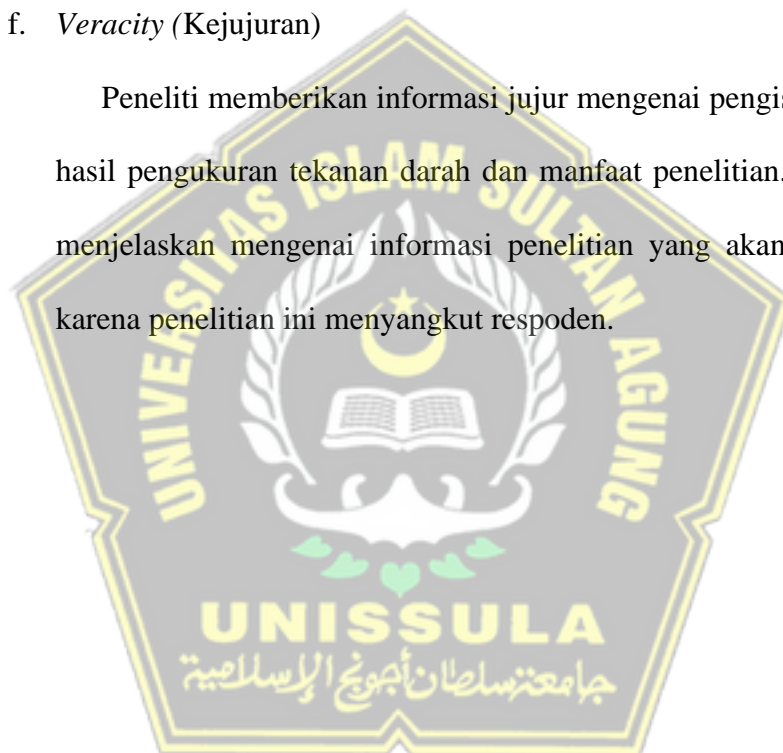 f. Veracity (Kejujuran)
Peneliti memberikan informasi jujur mengenai pengis
hasil pengukuran tekanan darah dan manfaat penelitian.
menjelaskan mengenai informasi penelitian yang akan
karena penelitian ini menyangkut respoden.
UNIVERSITAS ISLAM SULTAN AGUNG
UNISSULA
جامعة سلطان أجونج الإسلامية